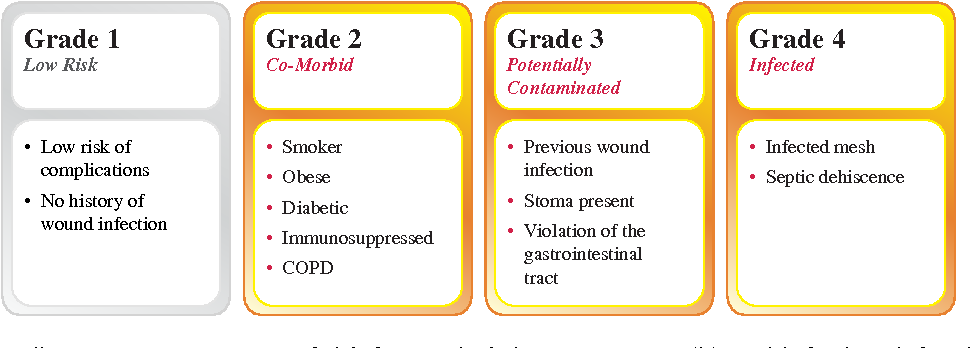 Grade 1
Low Risk
• Low risk of
complications
• No history of
wound infection
Grade 2
Co-Morbid
• Smoker
• Obese
• Diabetic
• Immunosuppressed
• COPD
Grade 3
Potentially
Contaminated
• Previous wound
infection
• Stoma present
• Violation of the
gastrointestinal
tract
Grade 4
Infected
• Infected mesh
• Septic dehiscence